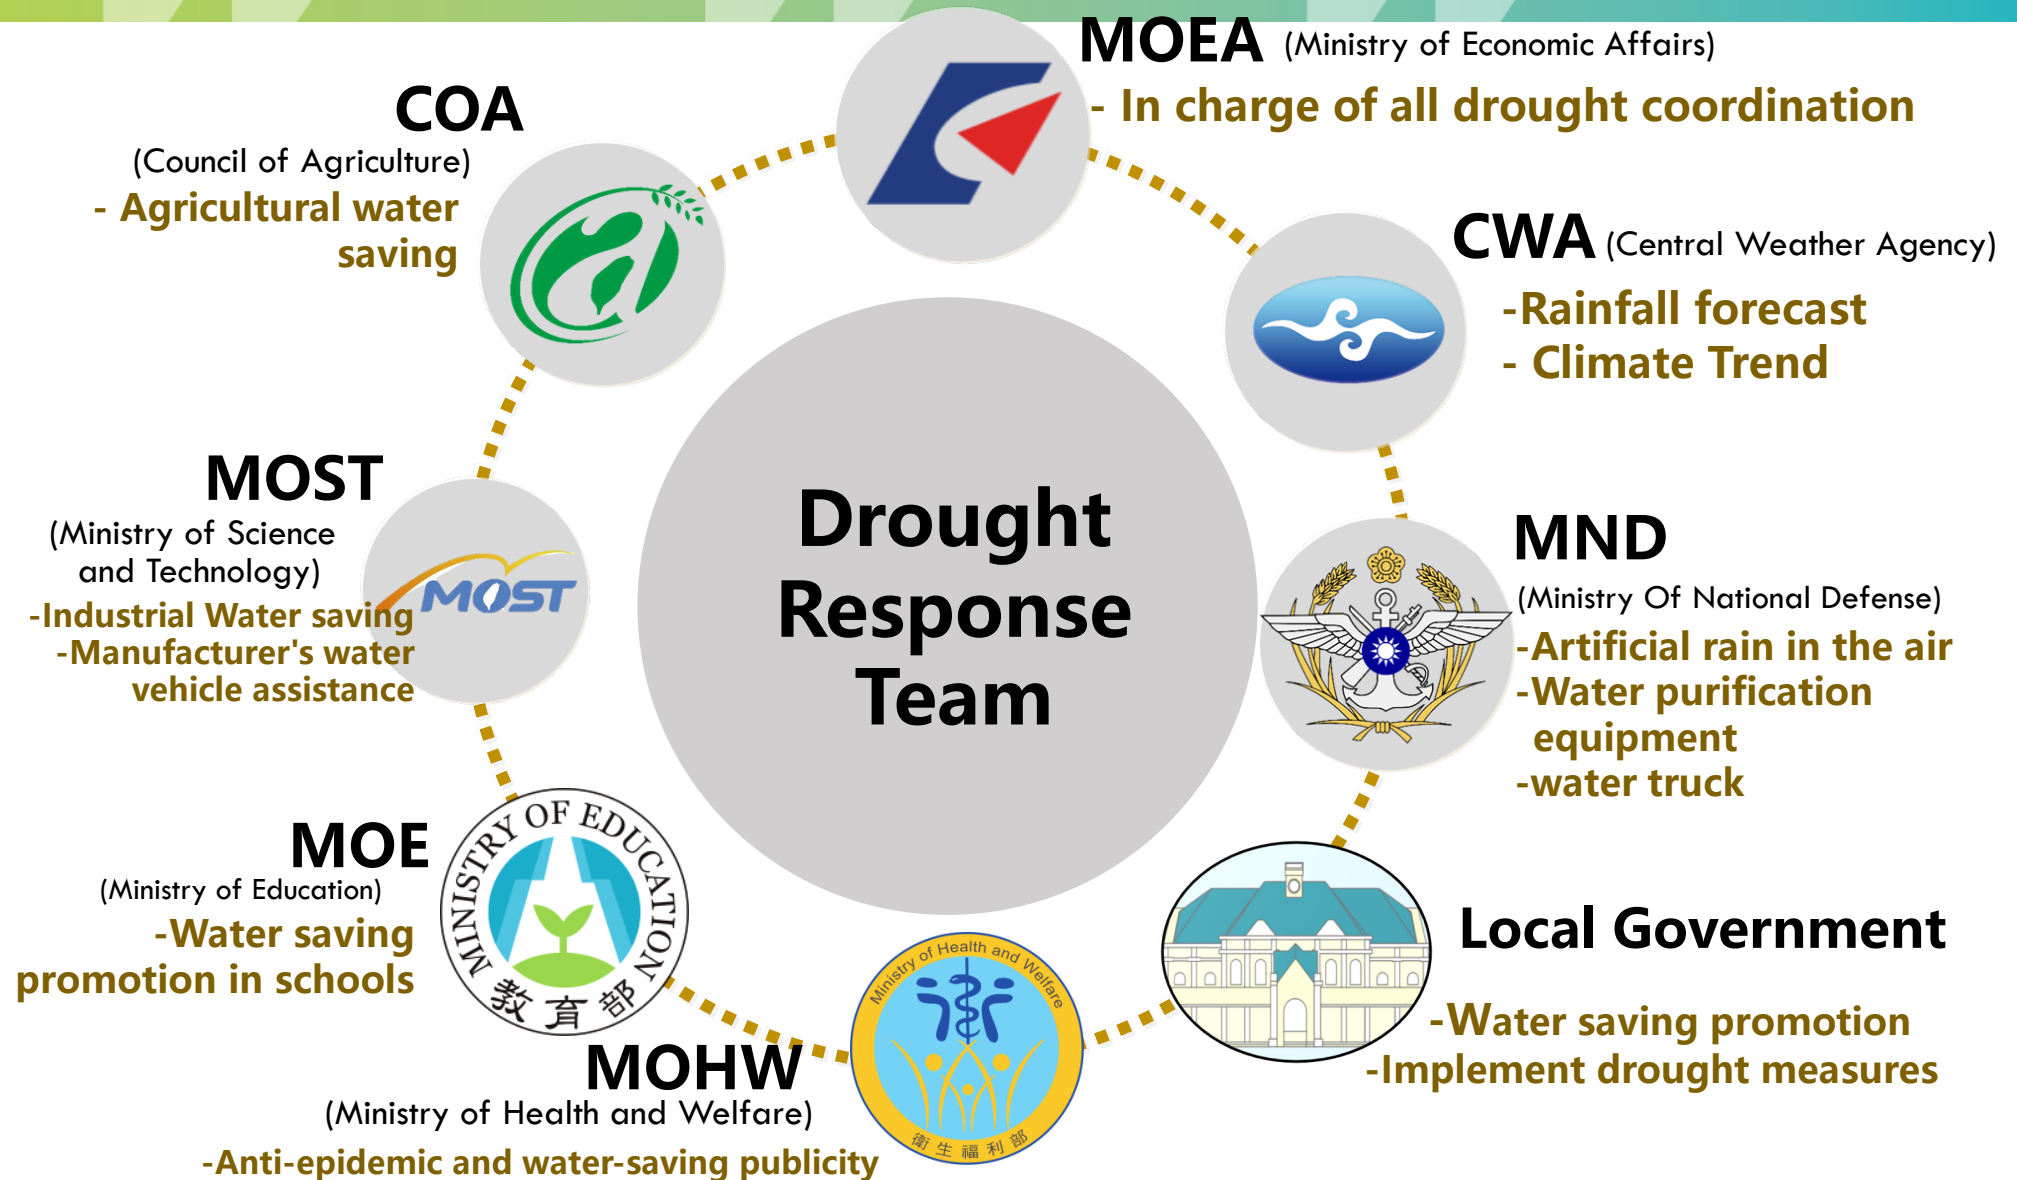 MOEA (Ministry of Economic Affairs)
- In charge of all drought coordination
COA
(Council of Agriculture)
- Agricultural water
saving
CWA (Central Weather Agency)
-Rainfall forecast
- Climate Trend
MOST
(Ministry of Science
and Technology)
-Industrial Water saving
-Manufacturer's water
vehicle assistance
MOST
Drought
Response
Team
MND
(Ministry Of National Defense)
-Artificial rain in the air
-Water purification
equipment
-water truck
MOE
(Ministry of Education)
-Water saving
promotion in schools
MINISTRY OF EDUCATION
教育部
Local Government
-Water saving promotion
-Implement drought measures
MOHW
(Ministry of Health and Welfare)
-Anti-epidemic and water-saving publicity
Ministry of Health and Welfare
衛生福利部